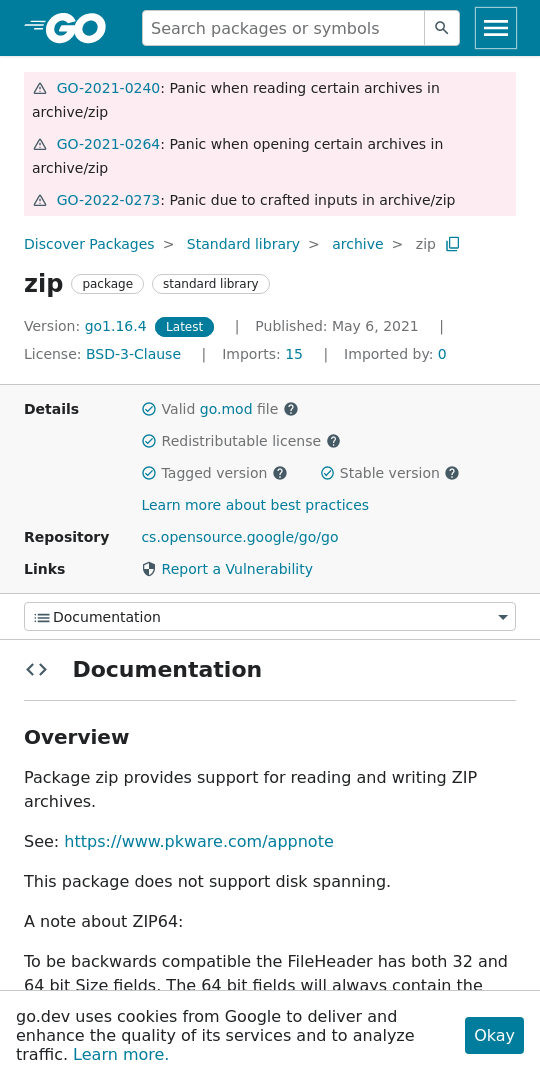 GO
Search packages or symbols
GO-2021-0240: Panic when reading certain archives in
archive/zip
GO-2021-0264: Panic when opening certain archives in
archive/zip
GO-2022-0273: Panic due to crafted inputs in archive/zip
Discover Packages > Standard library > archive > zip
zip package standard library
Version: go1.16.4 Latest | Published: May 6, 2021 |
License: BSD-3-Clause | Imports: 15 | Imported by: 0
Details Valid go.mod file
Redistributable license
Tagged version Stable version
Learn more about best practices
Repository cs.opensource.google/go/go
Links Report a Vulnerability
Documentation
Documentation
Overview
Package zip provides support for reading and writing ZIP
archives.
See: https://www.pkware.com/appnote
This package does not support disk spanning.
A note about ZIP64:
To be backwards compatible the FileHeader has both 32 and
64 bit Size fields. The 64 bit fields will always contain the
go.dev uses cookies from Google to deliver and
enhance the quality of its services and to analyze
traffic. Learn more.
Okay